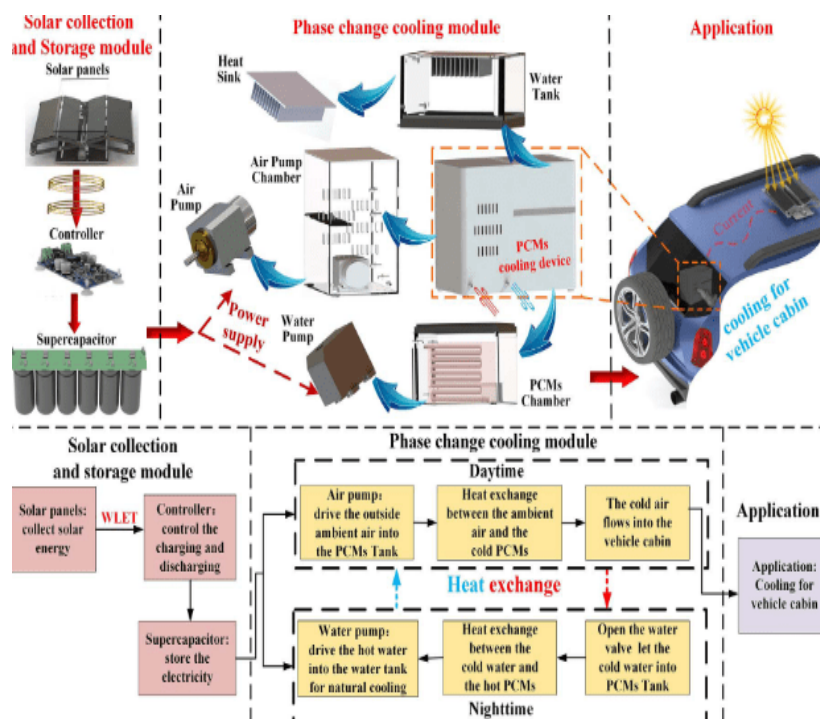 Solar collection
and Storage module
Phase change cooling module
Application
Solar panels
Heat
Sink
Water
Tank
Air Pump
Chamber
Air
Pump
Controller
PCMs
cooling device
Current
Supercapacitor
Power
supply
Water
Pump
PCMs
Chamber
cooling for
vehicle cabin
Solar collection
and storage module
Phase change cooling module
Daytime
Application
Solar panels:
collect solar
energy
WLET
Controller:
control the
charging and
discharging
Supercapacitor:
store the
electricity
Air pump:
drive the outside
ambient air into
the PCMs Tank
Heat exchange
between the ambient
air and the
cold PCMs
The cold air
flows into the
vehicle cabin
Application:
Cooling for
vehicle cabin
Heat exchange
Water pump:
drive the hot water
into the water tank
for natural cooling
Heat exchange
between the
cold water and
the hot PCMs
Open the water
valve let the
cold water into
PCMs Tank
Nighttime